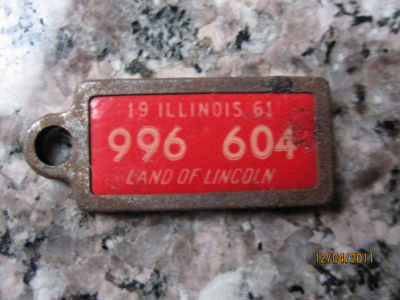 19 ILLINOIS 61
996 604
LAND OF LINCOLN
12/04/2011